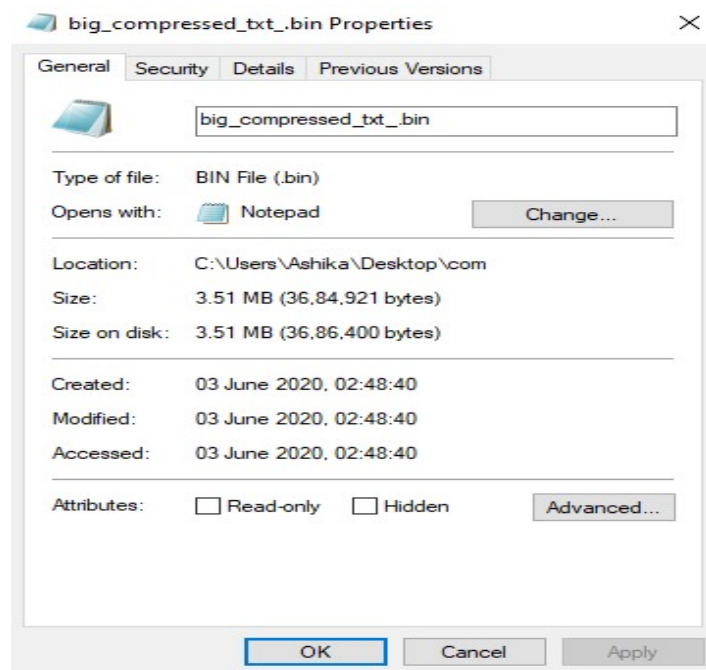 big_compressed_txt_.bin Properties
General Security Details Previous Versions
big_compressed_txt_.bin
Type of file: BIN File (.bin)
Opens with: Notepad Change...
Location: C:\Users\Ashika\Desktop\com
Size: 3.51 MB (36,84,921 bytes)
Size on disk: 3.51 MB (36,86,400 bytes)
Created: 03 June 2020, 02:48:40
Modified: 03 June 2020, 02:48:40
Accessed: 03 June 2020, 02:48:40
Attributes: Read-only Hidden Advanced...
OK Cancel Apply